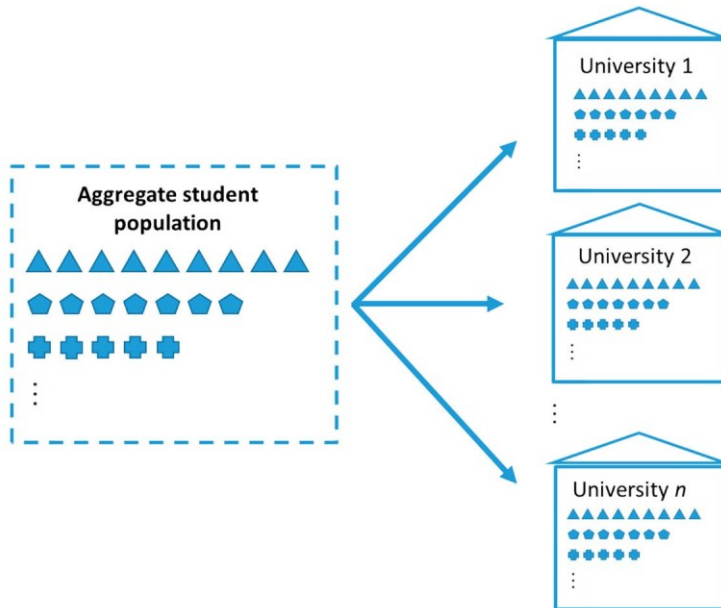 Aggregate student
population
⋮
University 1
⋮
University 2
⋮
⋮
University n
⋮